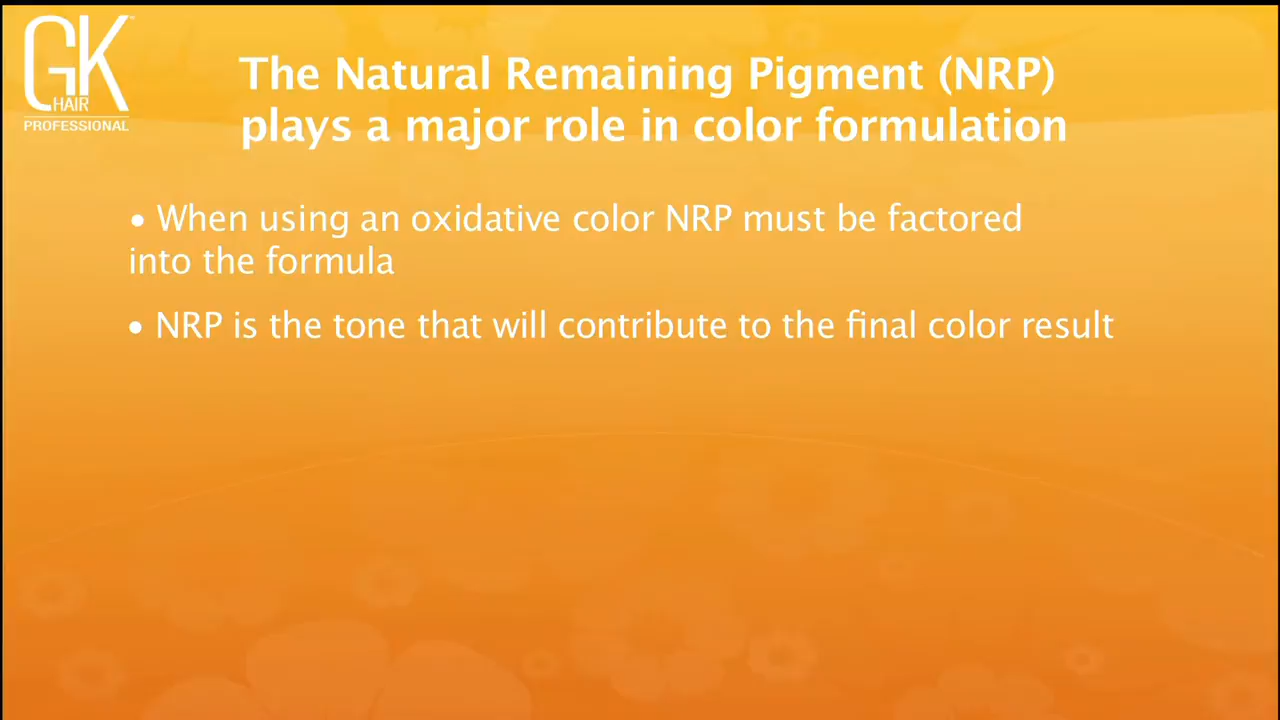 GK
HAIR
PROFESSIONAL
The Natural Remaining Pigment (NRP)
plays a major role in color formulation
• When using an oxidative color NRP must be factored
into the formula
• NRP is the tone that will contribute to the final color result